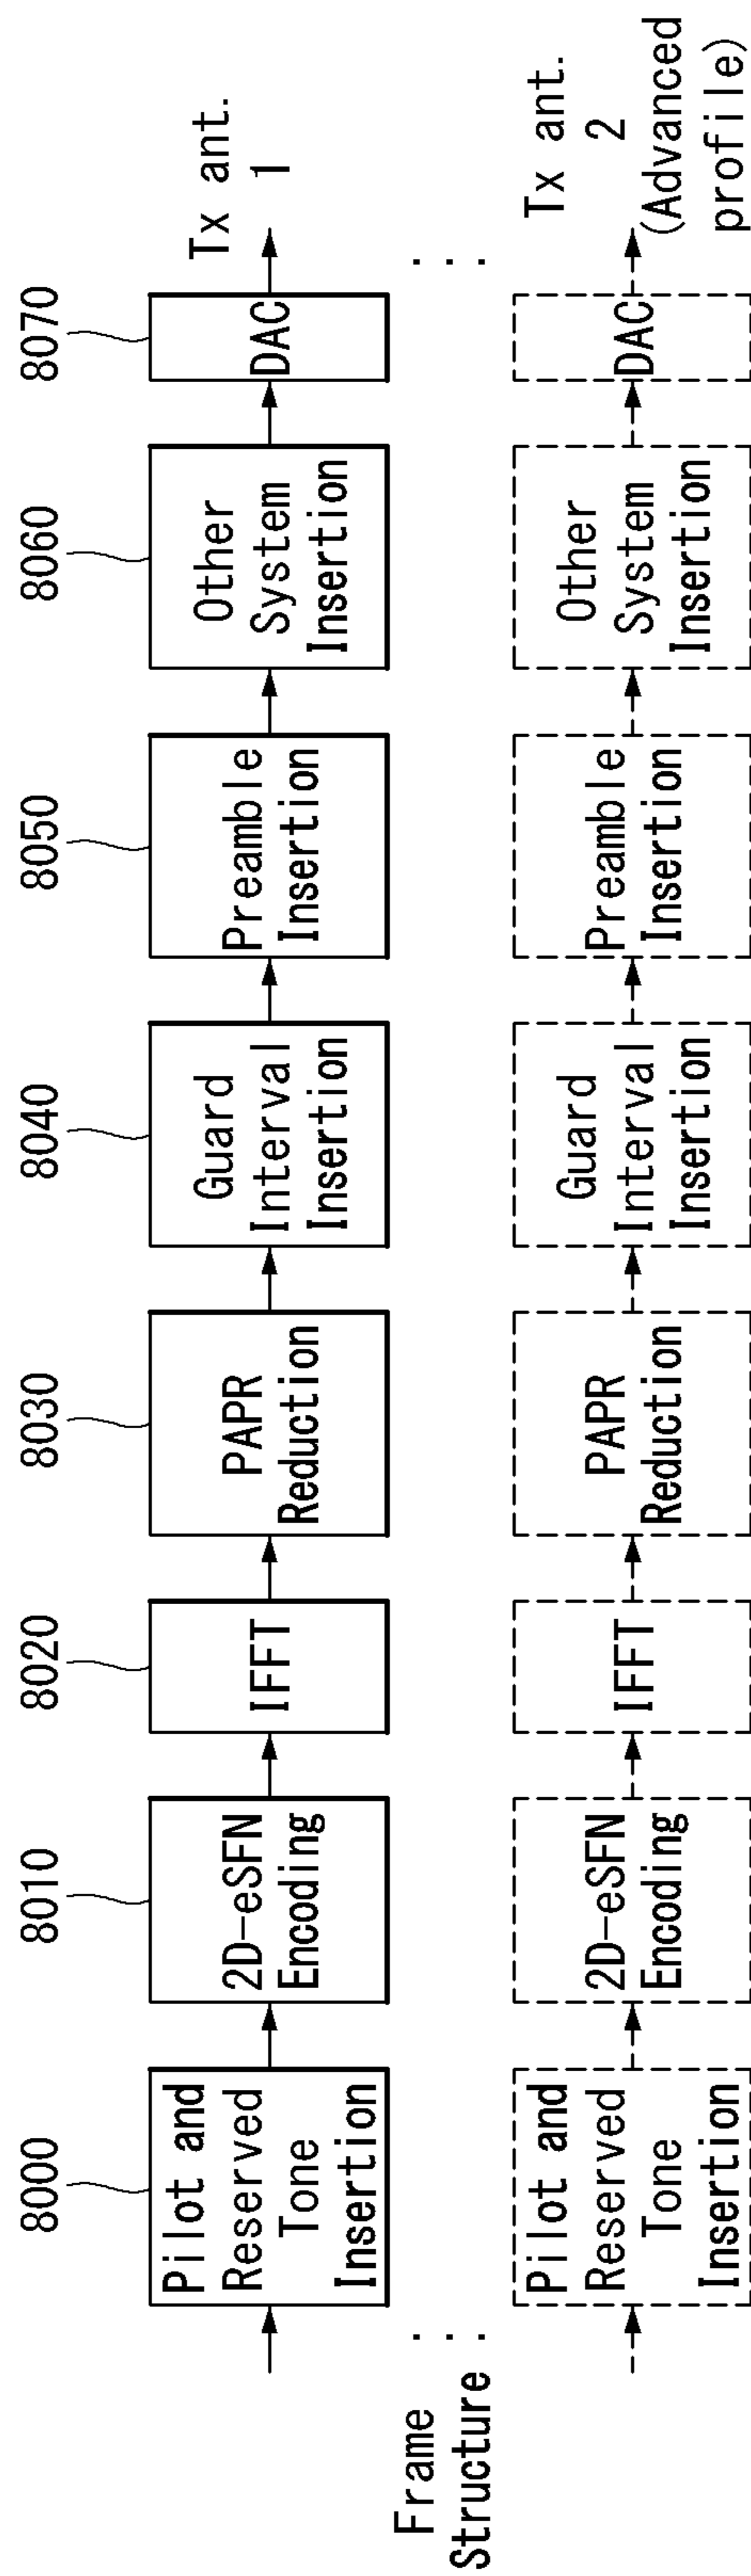 Frame
Structure
8000
Pilot and
Reserved
Tone
Insertion
8010
2D-eSFN
Encoding
8020
IFFT
8030
PAPR
Reduction
8040
Guard
Interval
Insertion
8050
Preamble
Insertion
8060
Other
System
Insertion
8070
DAC
Tx ant.
1
Pilot and
Reserved
Tone
Insertion
2D-eSFN
Encoding
IFFT
PAPR
Reduction
Guard
Interval
Insertion
Preamble
Insertion
Other
System
Insertion
DAC
Tx ant.
2
(Advanced
profile)